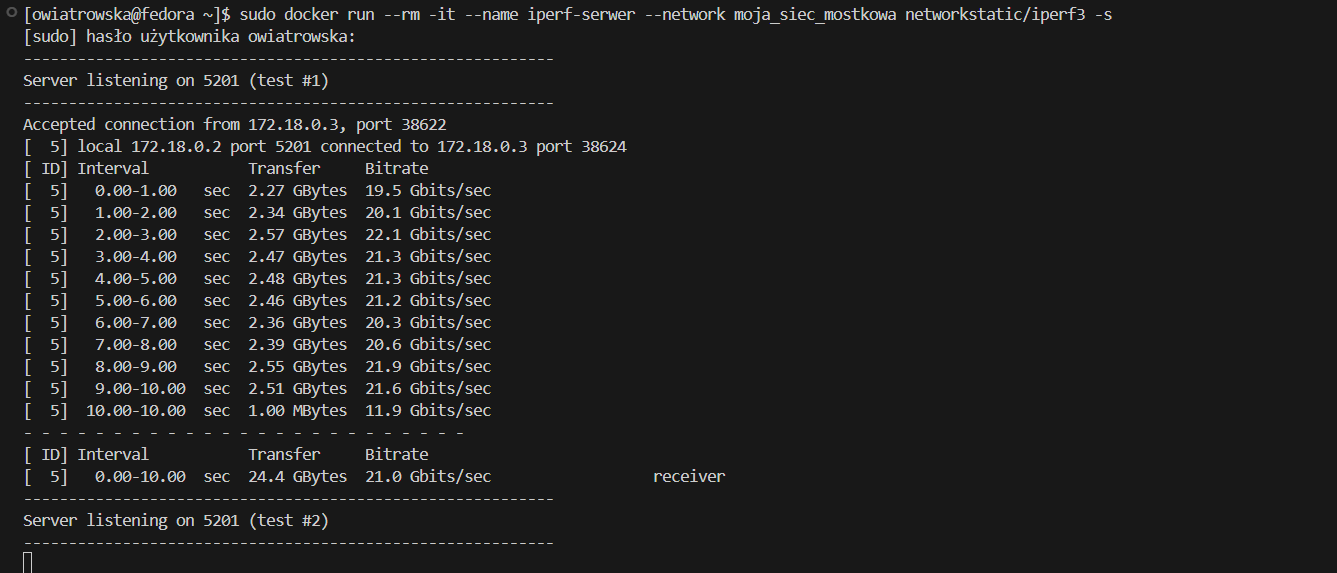 [owiatrowska@fedora ~]$ sudo docker run --rm -it --name iperf-serwer --network moja_siec_mostkowa networkstatic/iperf3 -s
[sudo] hasło użytkownika owiatrowska:
-----------------------------------------------------------
Server listening on 5201 (test #1)
-----------------------------------------------------------
Accepted connection from 172.18.0.3, port 38622
[  5] local 172.18.0.2 port 5201 connected to 172.18.0.3 port 38624
[ ID] Interval           Transfer     Bitrate
[  5]   0.00-1.00   sec  2.27 GBytes  19.5 Gbits/sec
[  5]   1.00-2.00   sec  2.34 GBytes  20.1 Gbits/sec
[  5]   2.00-3.00   sec  2.57 GBytes  22.1 Gbits/sec
[  5]   3.00-4.00   sec  2.47 GBytes  21.3 Gbits/sec
[  5]   4.00-5.00   sec  2.48 GBytes  21.3 Gbits/sec
[  5]   5.00-6.00   sec  2.46 GBytes  21.2 Gbits/sec
[  5]   6.00-7.00   sec  2.36 GBytes  20.3 Gbits/sec
[  5]   7.00-8.00   sec  2.39 GBytes  20.6 Gbits/sec
[  5]   8.00-9.00   sec  2.55 GBytes  21.9 Gbits/sec
[  5]   9.00-10.00  sec  2.51 GBytes  21.6 Gbits/sec
[  5]  10.00-10.00  sec  1.00 MBytes  11.9 Gbits/sec
- - - - - - - - - - - - - - - - - - - - - - - - -
[ ID] Interval           Transfer     Bitrate
[  5]   0.00-10.00  sec  24.4 GBytes  21.0 Gbits/sec                  receiver
-----------------------------------------------------------
Server listening on 5201 (test #2)
-----------------------------------------------------------